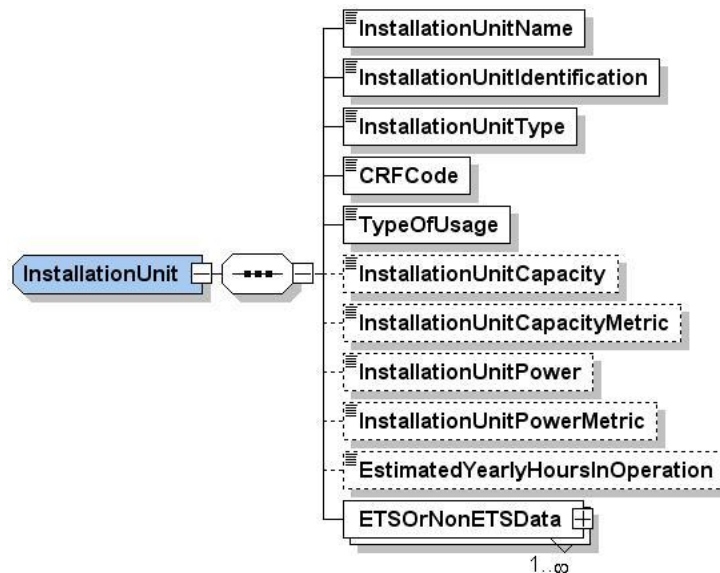 InstallationUnitName
InstallationUnitIdentification
InstallationUnitType
CRFCode
TypeOfUsage
InstallationUnit
InstallationUnitCapacity
InstallationUnitCapacityMetric
InstallationUnitPower
InstallationUnitPowerMetric
EstimatedYearlyHoursInOperation
ETSOrNonETSData
1..∞